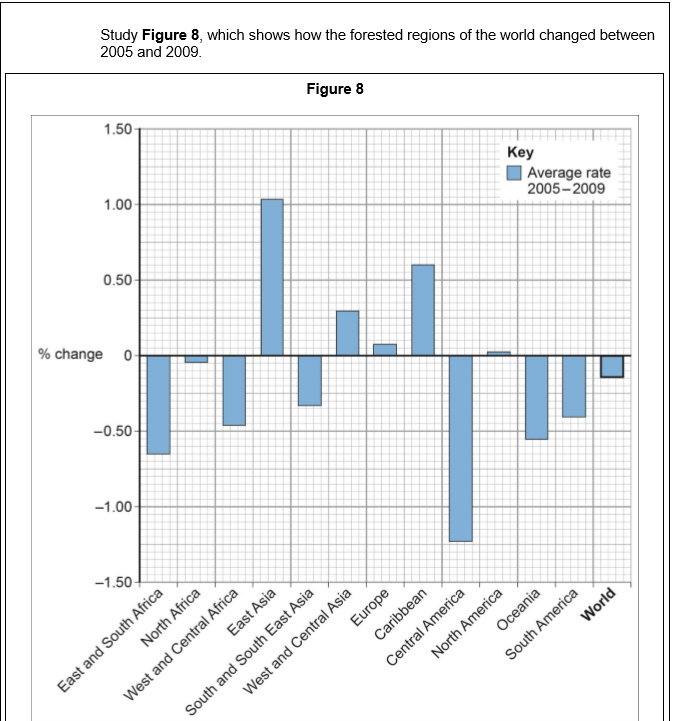 Study Figure 8, which shows how the forested regions of the world changed between
2005 and 2009.
Figure 8
1.50
1.00
0.50
% change 0
–0.50
–1.00
–1.50
Key
Average rate
2005–2009
East and South Africa
North Africa
West and Central Africa
East Asia
South and South East Asia
West and Central Asia
Europe
Caribbean
Central America
North America
Oceania
South America
World